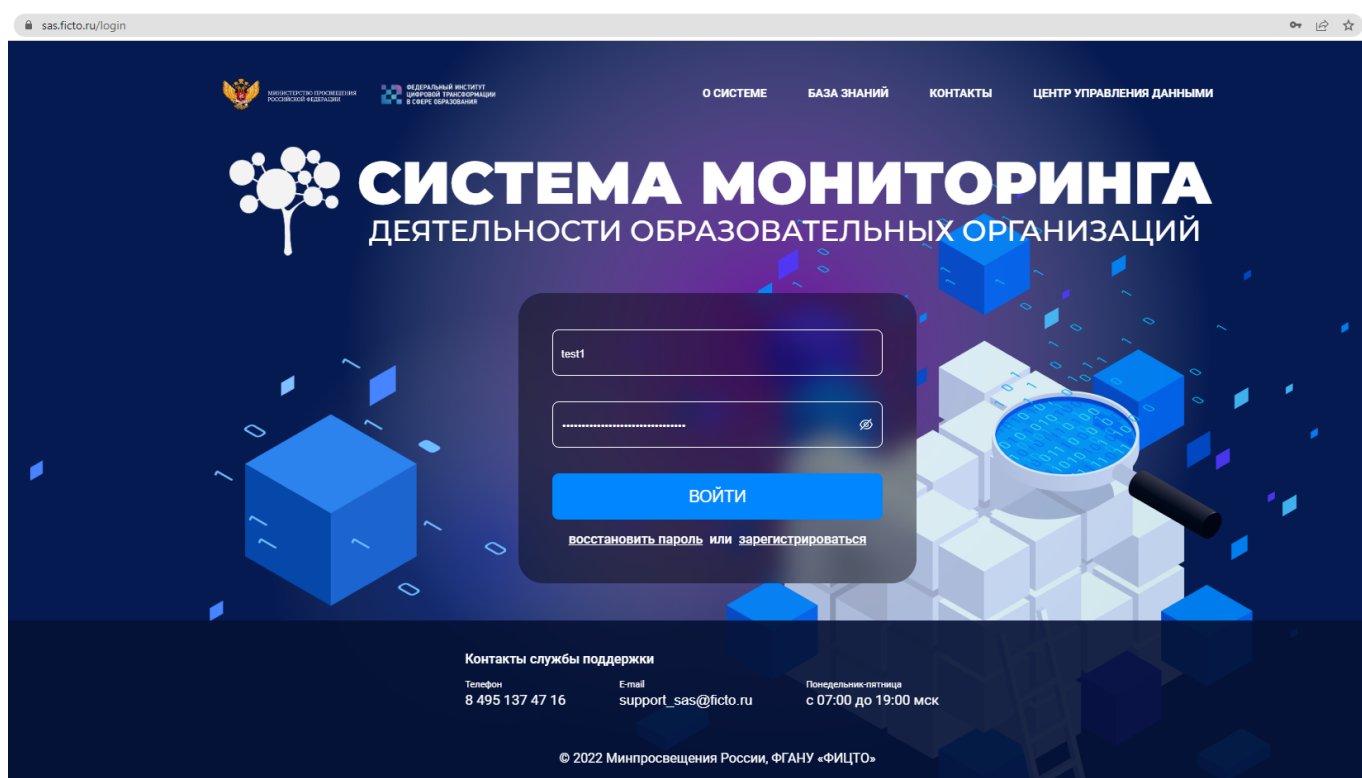 sas.ficto.ru/login
МИНИСТЕРСТВО ПРОСВЕЩЕНИЯ
РОССИЙСКОЙ ФЕДЕРАЦИИ
ФЕДЕРАЛЬНЫЙ ИНСТИТУТ
ЦИФРОВОЙ ТРАНСФОРМАЦИИ
В СФЕРЕ ОБРАЗОВАНИЯ
О СИСТЕМЕ БАЗА ЗНАНИЙ КОНТАКТЫ ЦЕНТР УПРАВЛЕНИЯ ДАННЫМИ
СИСТЕМА МОНИТОРИНГА
ДЕЯТЕЛЬНОСТИ ОБРАЗОВАТЕЛЬНЫХ ОРГАНИЗАЦИЙ
test1
ВОЙТИ
восстановить пароль или зарегистрироваться
Контакты службы поддержки
Телефон E-mail Понедельник-пятница
8 495 137 47 16 support_sas@ficto.ru с 07:00 до 19:00 мск
© 2022 Минпросвещения России, ФГАНУ «ФИЦТО»